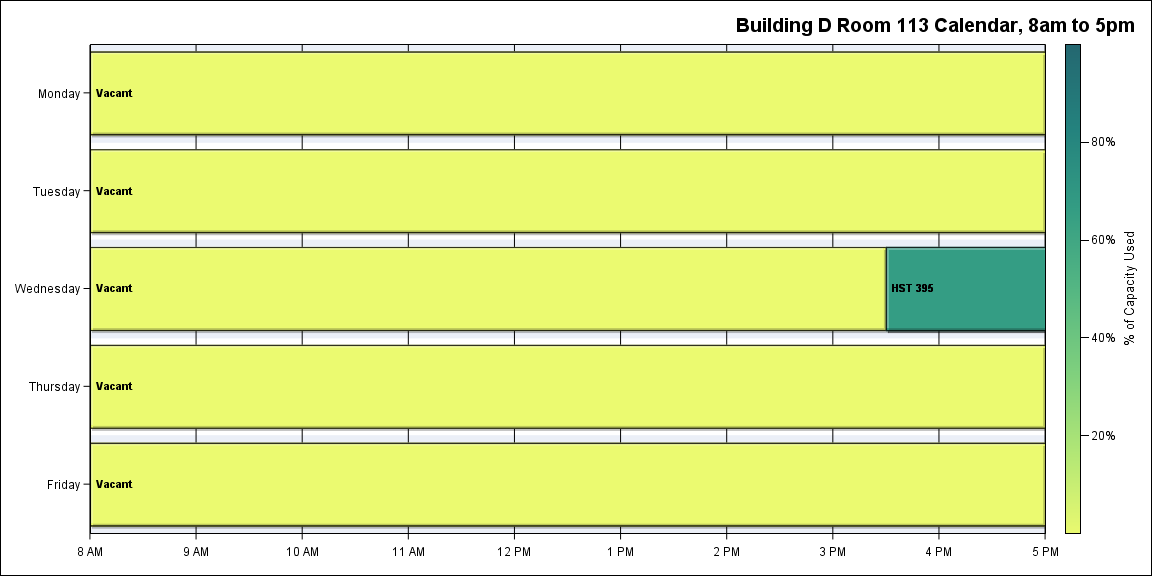 Building D Room 113 Calendar, 8am to 5pm
Monday
Vacant
Tuesday
Vacant
Wednesday
Vacant
HST 395
Thursday
Vacant
Friday
Vacant
8 AM 9 AM 10 AM 11 AM 12 PM 1 PM 2 PM 3 PM 4 PM 5 PM
80%
60%
40%
20%
% of Capacity Used